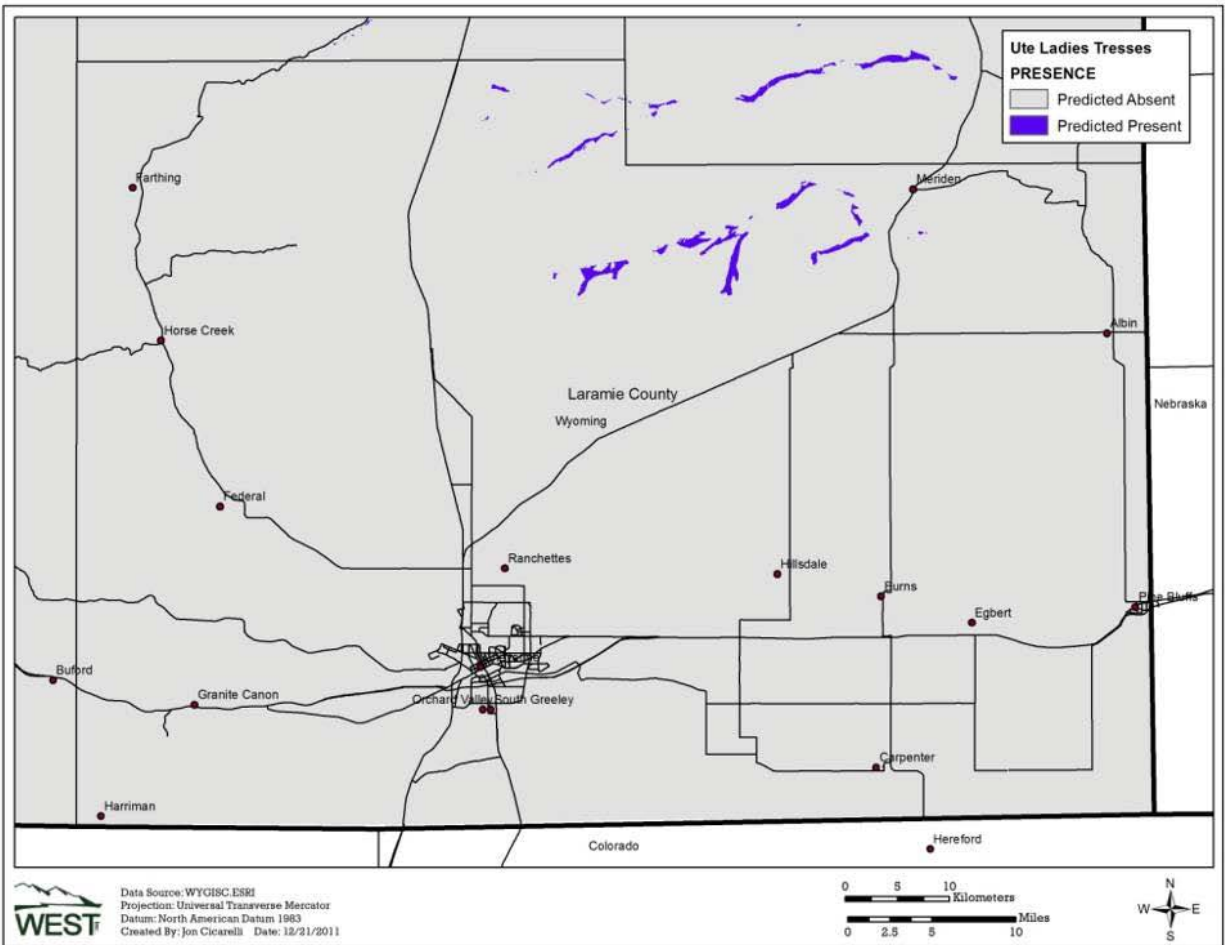 Ute Ladies Tresses
PRESENCE
Predicted Absent
Predicted Present
Farthing
Meriden
Horse Creek
Albin
Laramie County
Nebraska
Wyoming
Federal
Ranchettes
Hillsdale
Burns
Egbert
Pine Bluffs
Buford
Granite Canon
Orchard Valley
South Greeley
Carpenter
Harriman
Colorado
Hereford
WEST
Data Source: WYGISC.ESRI
Projection: Universal Transverse Mercator
Datum: North American Datum 1983
Created By: Jon Cicarelli Date: 12/21/2011
0 5 10
Kilometers
Miles
0 2.5 5 10
N
W E
S